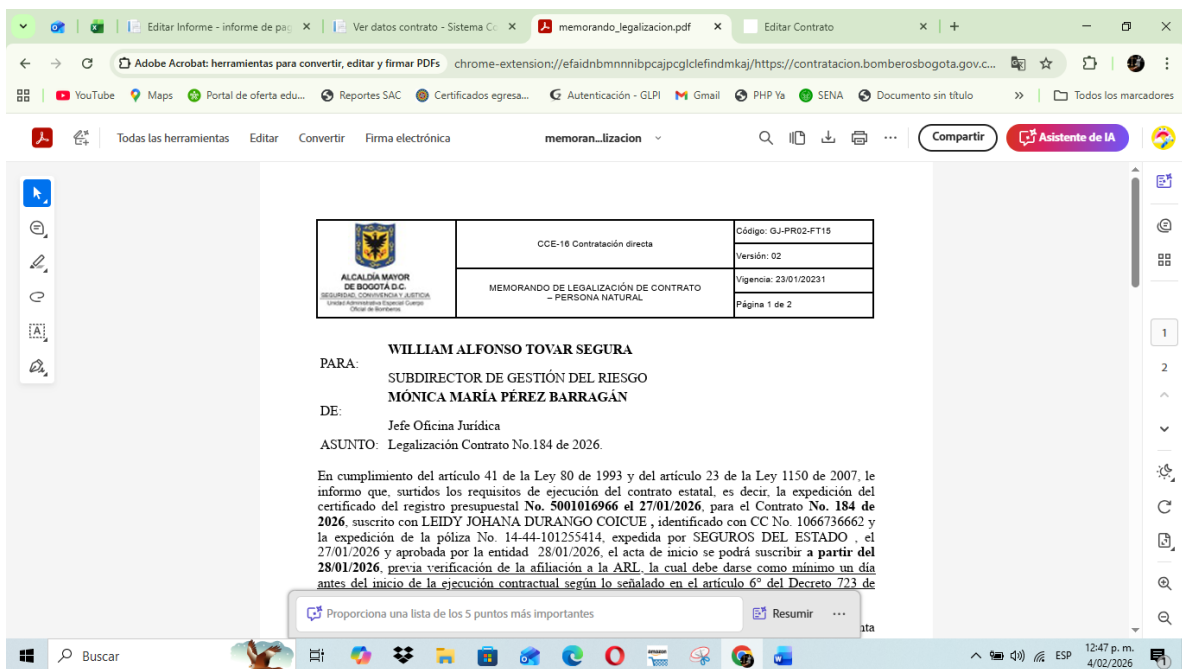 Editar Informe - informe de pag
Ver datos contrato - Sistema Co
memorando_legalizacion.pdf
Editar Contrato
Adobe Acrobat: herramientas para convertir, editar y firmar PDFs
chrome-extension://efaidnbmnnnibpcajpcglclefindmkaj/https://contratacion.bomberosbogota.gov.c...
YouTube
Maps
Portal de oferta edu...
Reportes SAC
Certificados egresa...
Autenticación - GLPI
Gmail
PHP Ya
SENA
Documento sin título
»
Todos los marcadores
Todas las herramientas
Editar
Convertir
Firma electrónica
memoran...lizacion
Compartir
Asistente de IA
ALCALDÍA MAYOR
DE BOGOTÁ D.C.
SEGURIDAD, CONVIVENCIA Y JUSTICIA
Unidad Administrativa Especial Cuerpo
Oficial de Bomberos
CCE-16 Contratación directa
MEMORANDO DE LEGALIZACIÓN DE CONTRATO
– PERSONA NATURAL
Código: GJ-PR02-FT15
Versión: 02
Vigencia: 23/01/20231
Página 1 de 2
PARA:
WILLIAM ALFONSO TOVAR SEGURA
SUBDIRECTOR DE GESTIÓN DEL RIESGO
DE:
MÓNICA MARÍA PÉREZ BARRAGÁN
Jefe Oficina Jurídica
ASUNTO: Legalización Contrato No.184 de 2026.
En cumplimiento del artículo 41 de la Ley 80 de 1993 y del artículo 23 de la Ley 1150 de 2007, le
informo que, surtidos los requisitos de ejecución del contrato estatal, es decir, la expedición del
certificado del registro presupuestal No. 5001016966 el 27/01/2026, para el Contrato No. 184 de
2026, suscrito con LEIDY JOHANA DURANGO COICUE , identificado con CC No. 1066736662 y
la expedición de la póliza No. 14-44-101255414, expedida por SEGUROS DEL ESTADO , el
27/01/2026 y aprobada por la entidad 28/01/2026, el acta de inicio se podrá suscribir a partir del
28/01/2026, previa verificación de la afiliación a la ARL, la cual debe darse como mínimo un día
antes del inicio de la ejecución contractual según lo señalado en el artículo 6° del Decreto 723 de
Proporciona una lista de los 5 puntos más importantes
Resumir
nta
1
2
Buscar
ESP
12:47 p. m.
4/02/2026